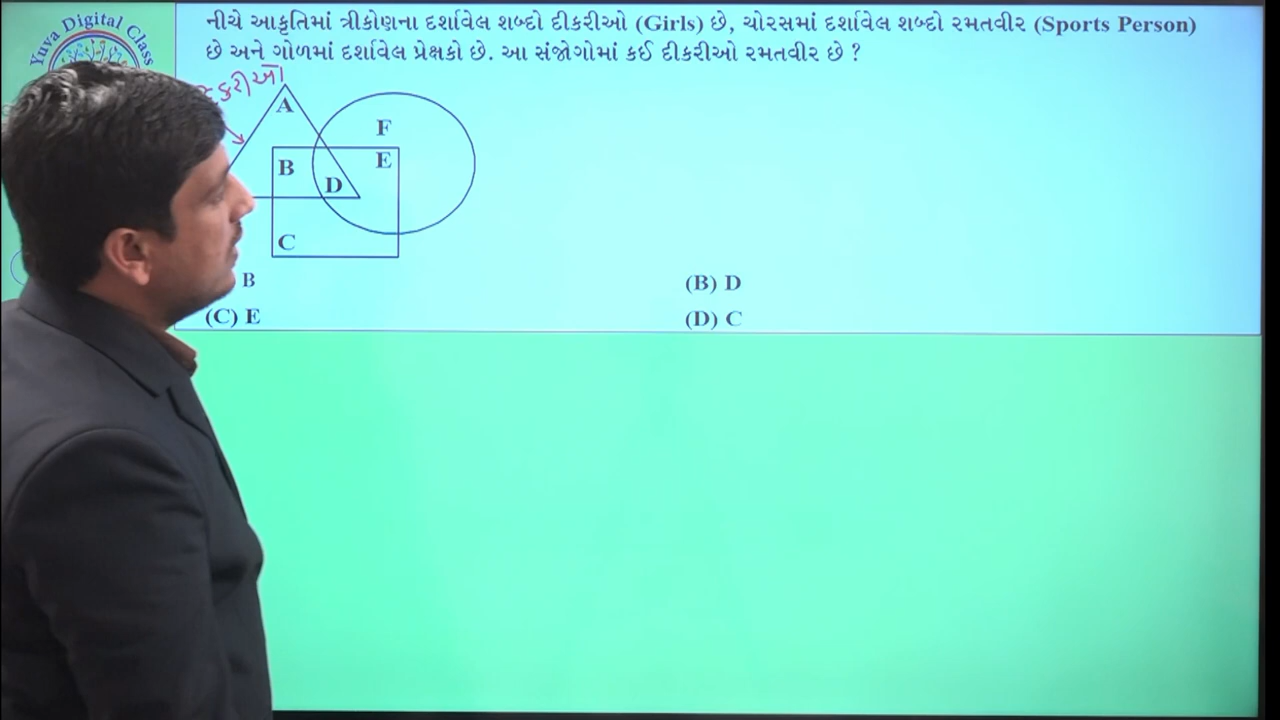 Yuva Digital Class
નીચે આકૃતિમાં ત્રીકોણના દર્શાવેલ શબ્દો દીકરીઓ (Girls) છે, ચોરસમાં દર્શાવેલ શબ્દો રમતવીર (Sports Person)
છે અને ગોળમાં દર્શાવેલ પ્રેક્ષકો છે. આ સંજોગોમાં કઈ દીકરીઓ રમતવીર છે ?
A
F
B
E
D
C
B
(B) D
(C) E
(D) C